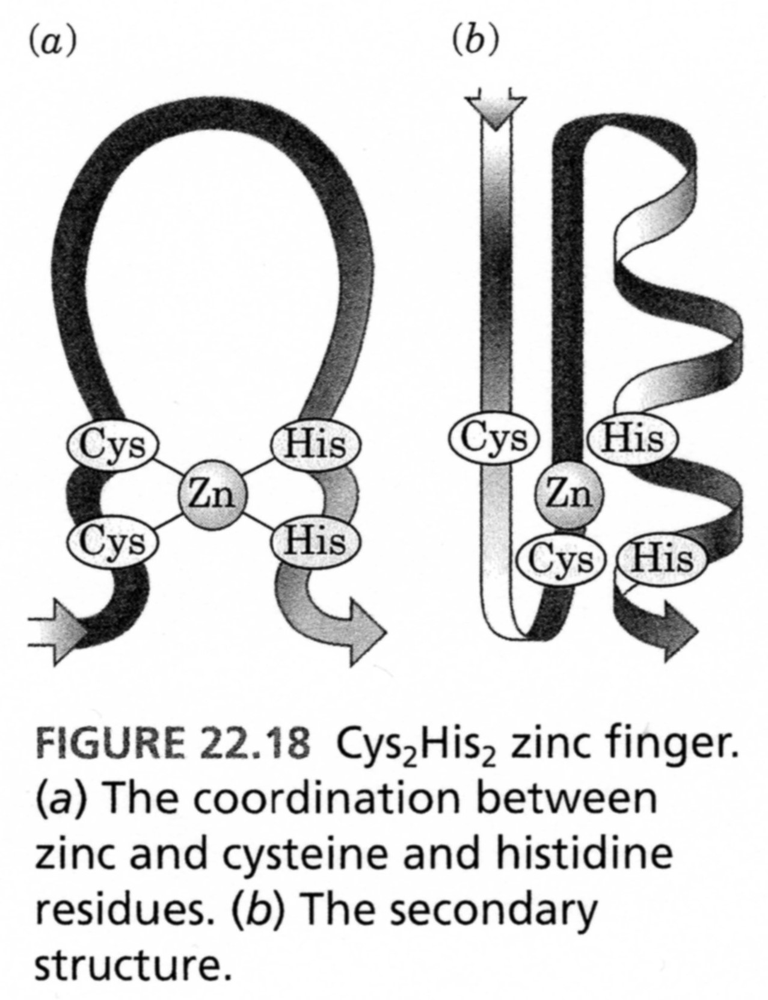 (a) (b)
Cys His Cys His
Zn Zn
Cys His Cys His
FIGURE 22.18 Cys₂His₂ zinc finger.
(a) The coordination between
zinc and cysteine and histidine
residues. (b) The secondary
structure.